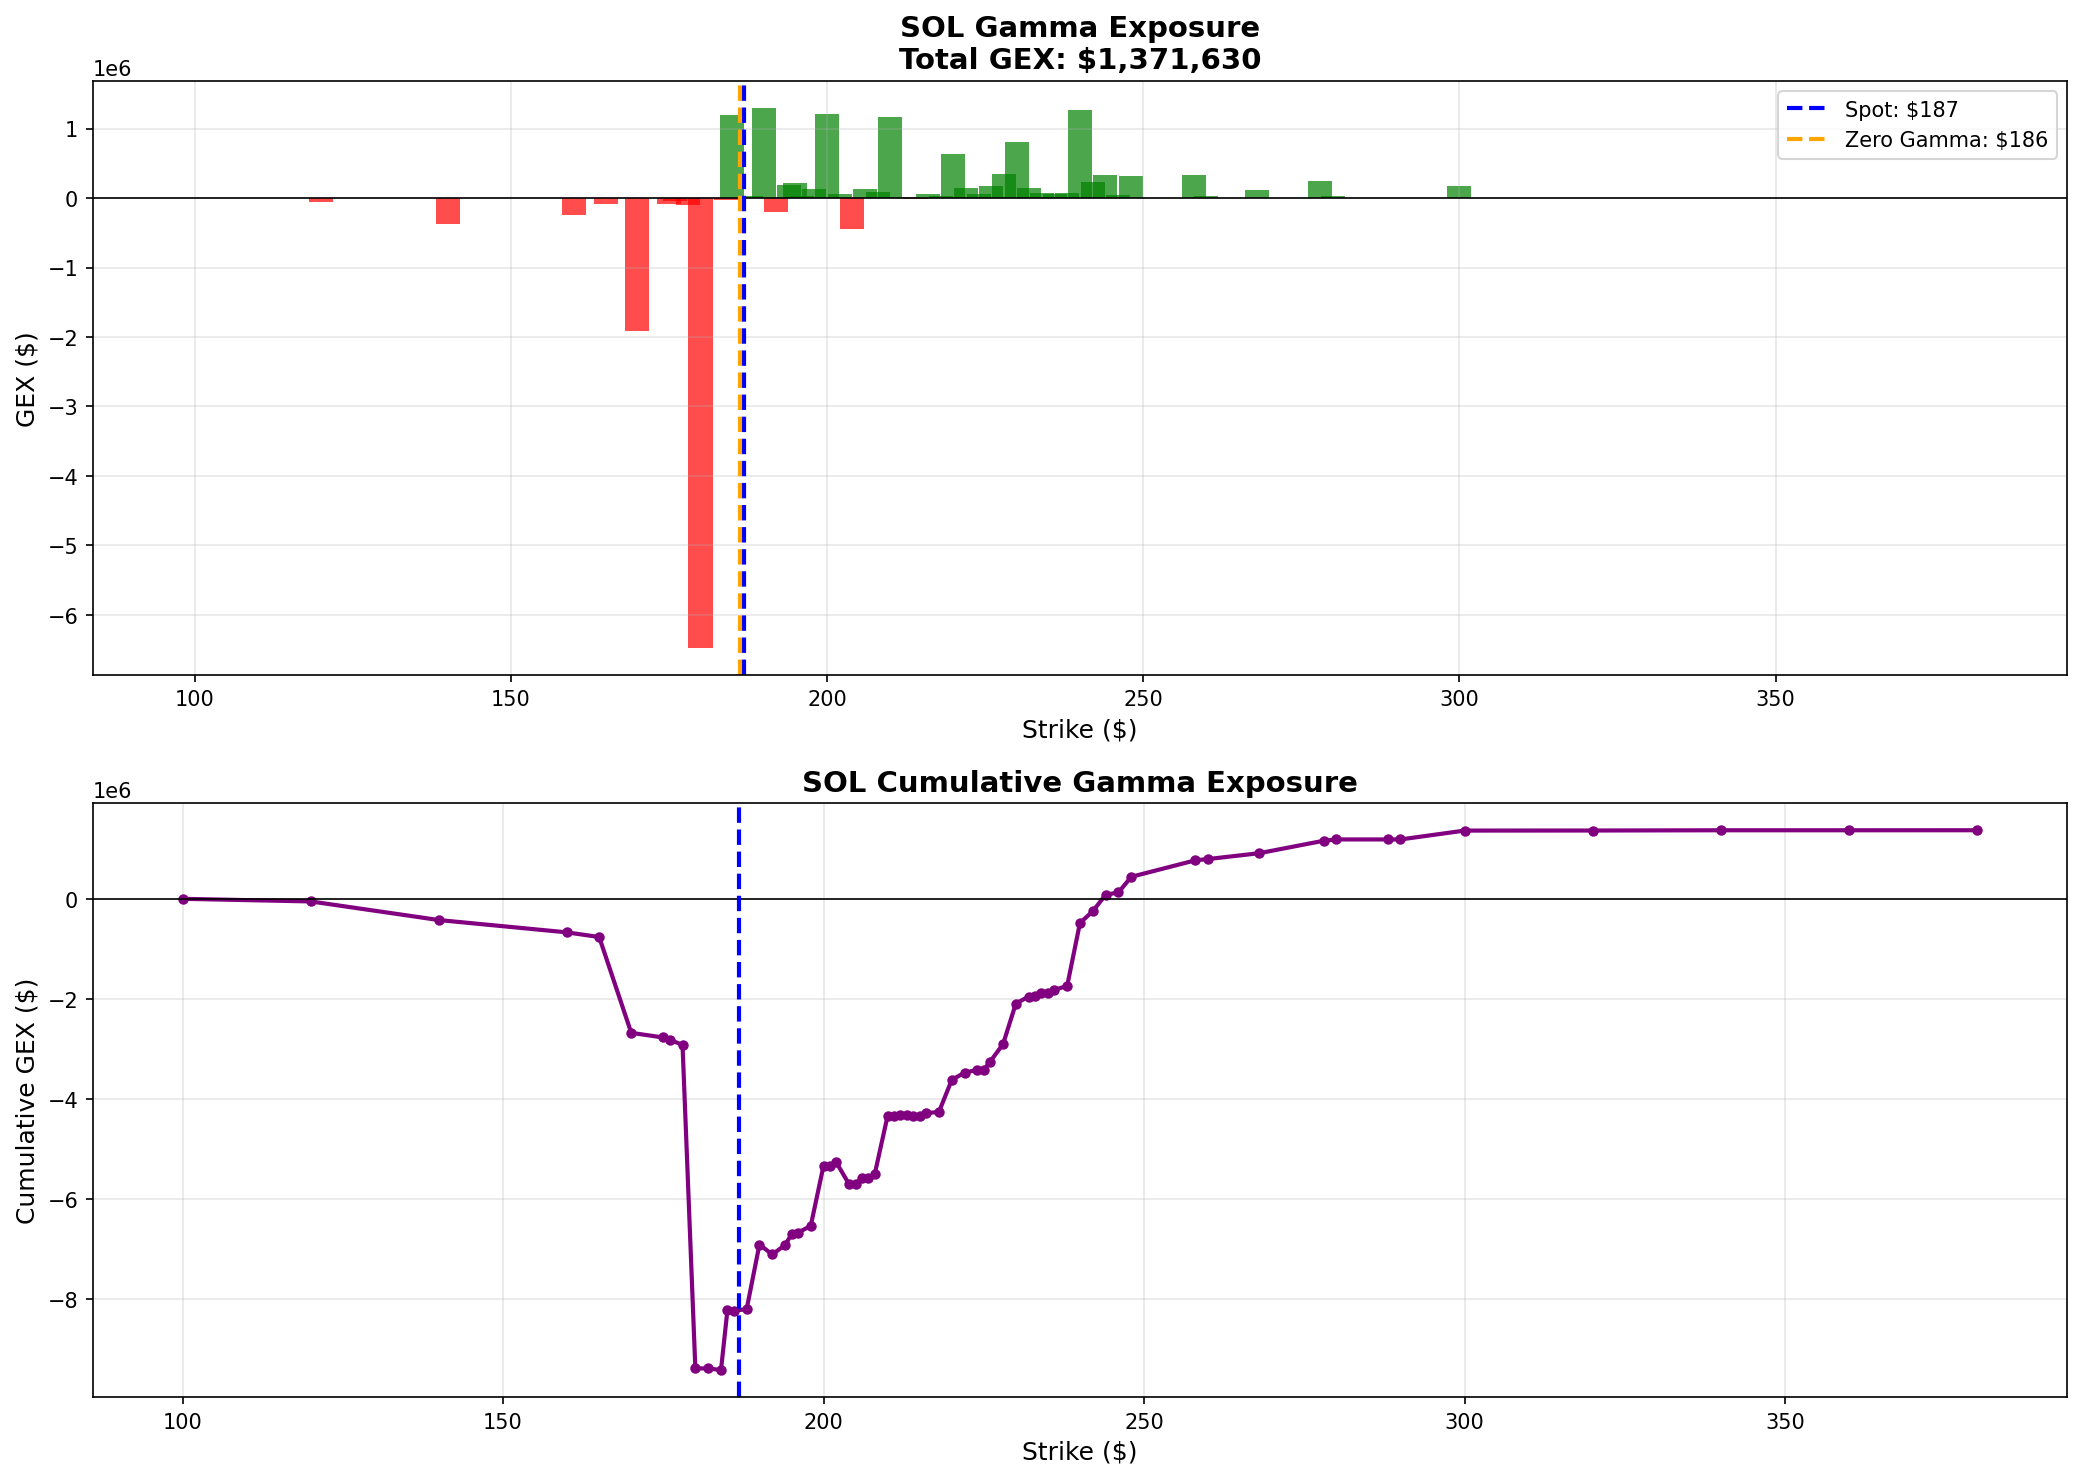 SOL Gamma Exposure
Total GEX: $1,371,630
1e6
Spot: $187
Zero Gamma: $186
1
0
−1
−2
−3
−4
−5
−6
GEX ($)
100 150 200 250 300 350
Strike ($)
SOL Cumulative Gamma Exposure
1e6
0
−2
−4
−6
−8
Cumulative GEX ($)
100 150 200 250 300 350
Strike ($)